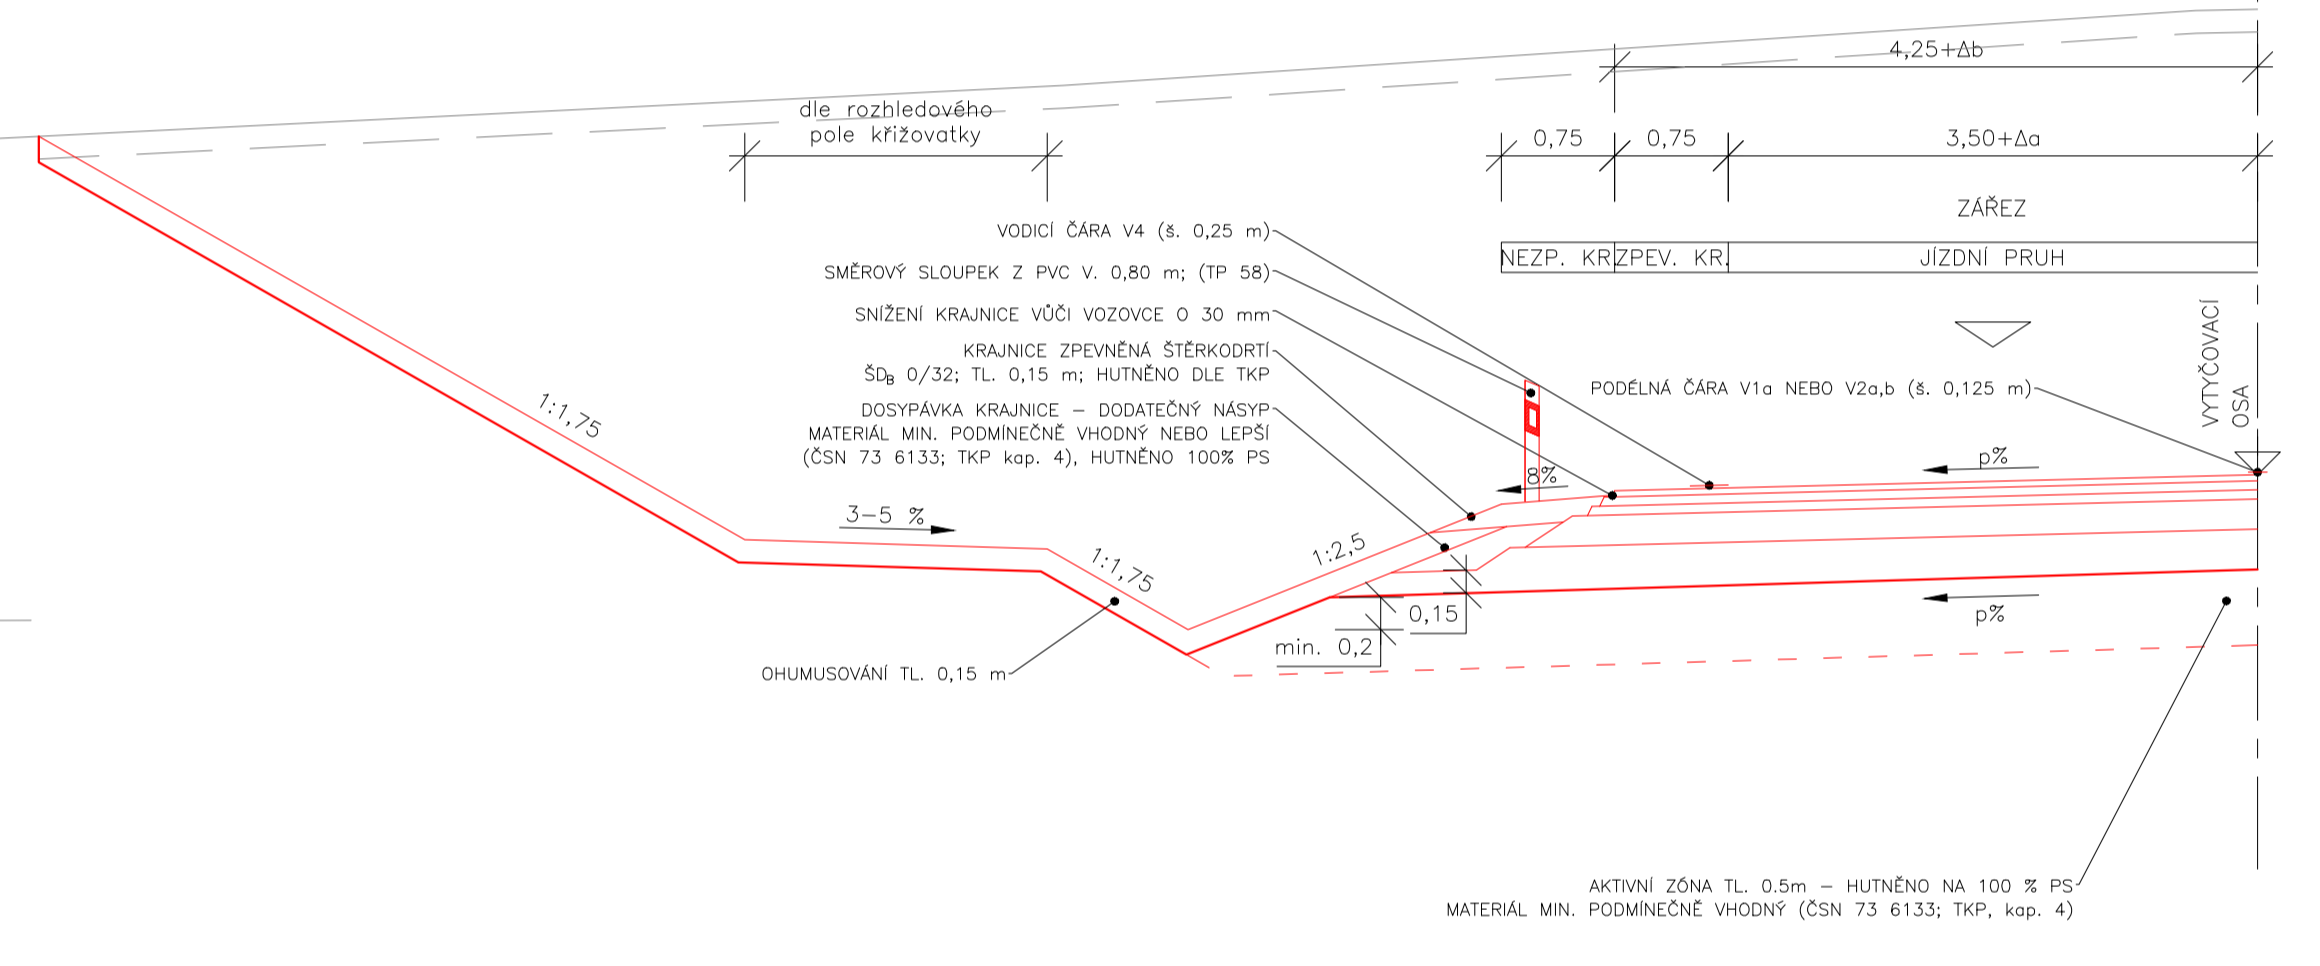 4,25+Δb
dle rozhledového
pole křižovatky
0,75
0,75
3,50+Δa
ZÁŘEZ
NEZP. KR.
ZPEV. KR.
JÍZDNÍ PRUH
VODICÍ ČÁRA V4 (š. 0,25 m)
SMĚROVÝ SLOUPEK Z PVC V. 0,80 m; (TP 58)
SNÍŽENÍ KRAJNICE VŮČI VOZOVCE O 30 mm
KRAJNICE ZPEVNĚNÁ ŠTĚRKODRTÍ
ŠDB 0/32; TL. 0,15 m; HUTNĚNO DLE TKP
DOSYPÁVKA KRAJNICE – DODATEČNÝ NÁSYP
MATERIÁL MIN. PODMÍNEČNĚ VHODNÝ NEBO LEPŠÍ
(ČSN 73 6133; TKP kap. 4), HUTNĚNO 100% PS
PODÉLNÁ ČÁRA V1a NEBO V2a,b (š. 0,125 m)
VYTYČOVACÍ
OSA
1:1,75
8%
p%
3–5 %
1:1,75
1:2,5
0,15
p%
min. 0,2
OHUMUSOVÁNÍ TL. 0,15 m
AKTIVNÍ ZÓNA TL. 0.5m – HUTNĚNO NA 100 % PS
MATERIÁL MIN. PODMÍNEČNĚ VHODNÝ (ČSN 73 6133; TKP, kap. 4)